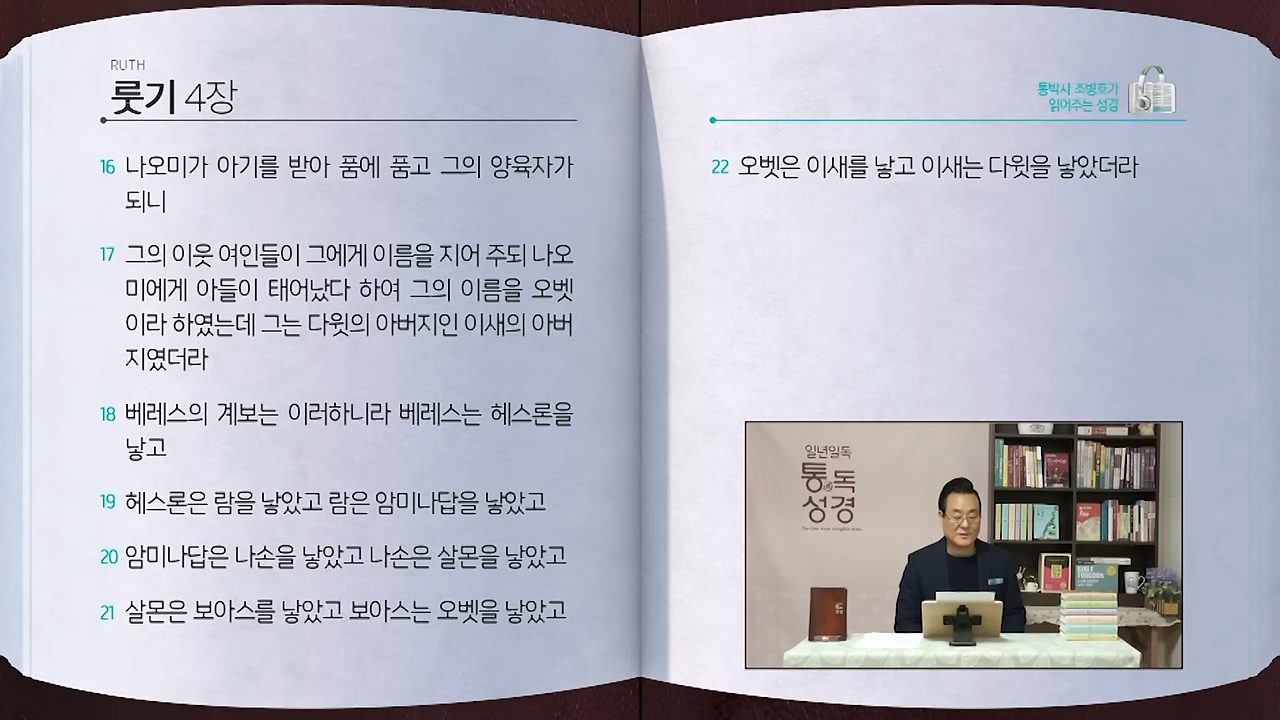 RUTH
룻기 4장
16 나오미가 아기를 받아 품에 품고 그의 양육자가
되니
17 그의 이웃 여인들이 그에게 이름을 지어 주되 나오
미에게 아들이 태어났다 하여 그의 이름을 오벳
이라 하였는데 그는 다윗의 아버지인 이새의 아버
지였더라
18 베레스의 계보는 이러하니라 베레스는 헤스론을
낳고
19 헤스론은 람을 낳았고 람은 암미나답을 낳았고
20 암미나답은 나손을 낳았고 나손은 살몬을 낳았고
21 살몬은 보아스를 낳았고 보아스는 오벳을 낳았고
통박사 조병호가
읽어주는 성경
22 오벳은 이새를 낳고 이새는 다윗을 낳았더라
일년일독
통독
성경